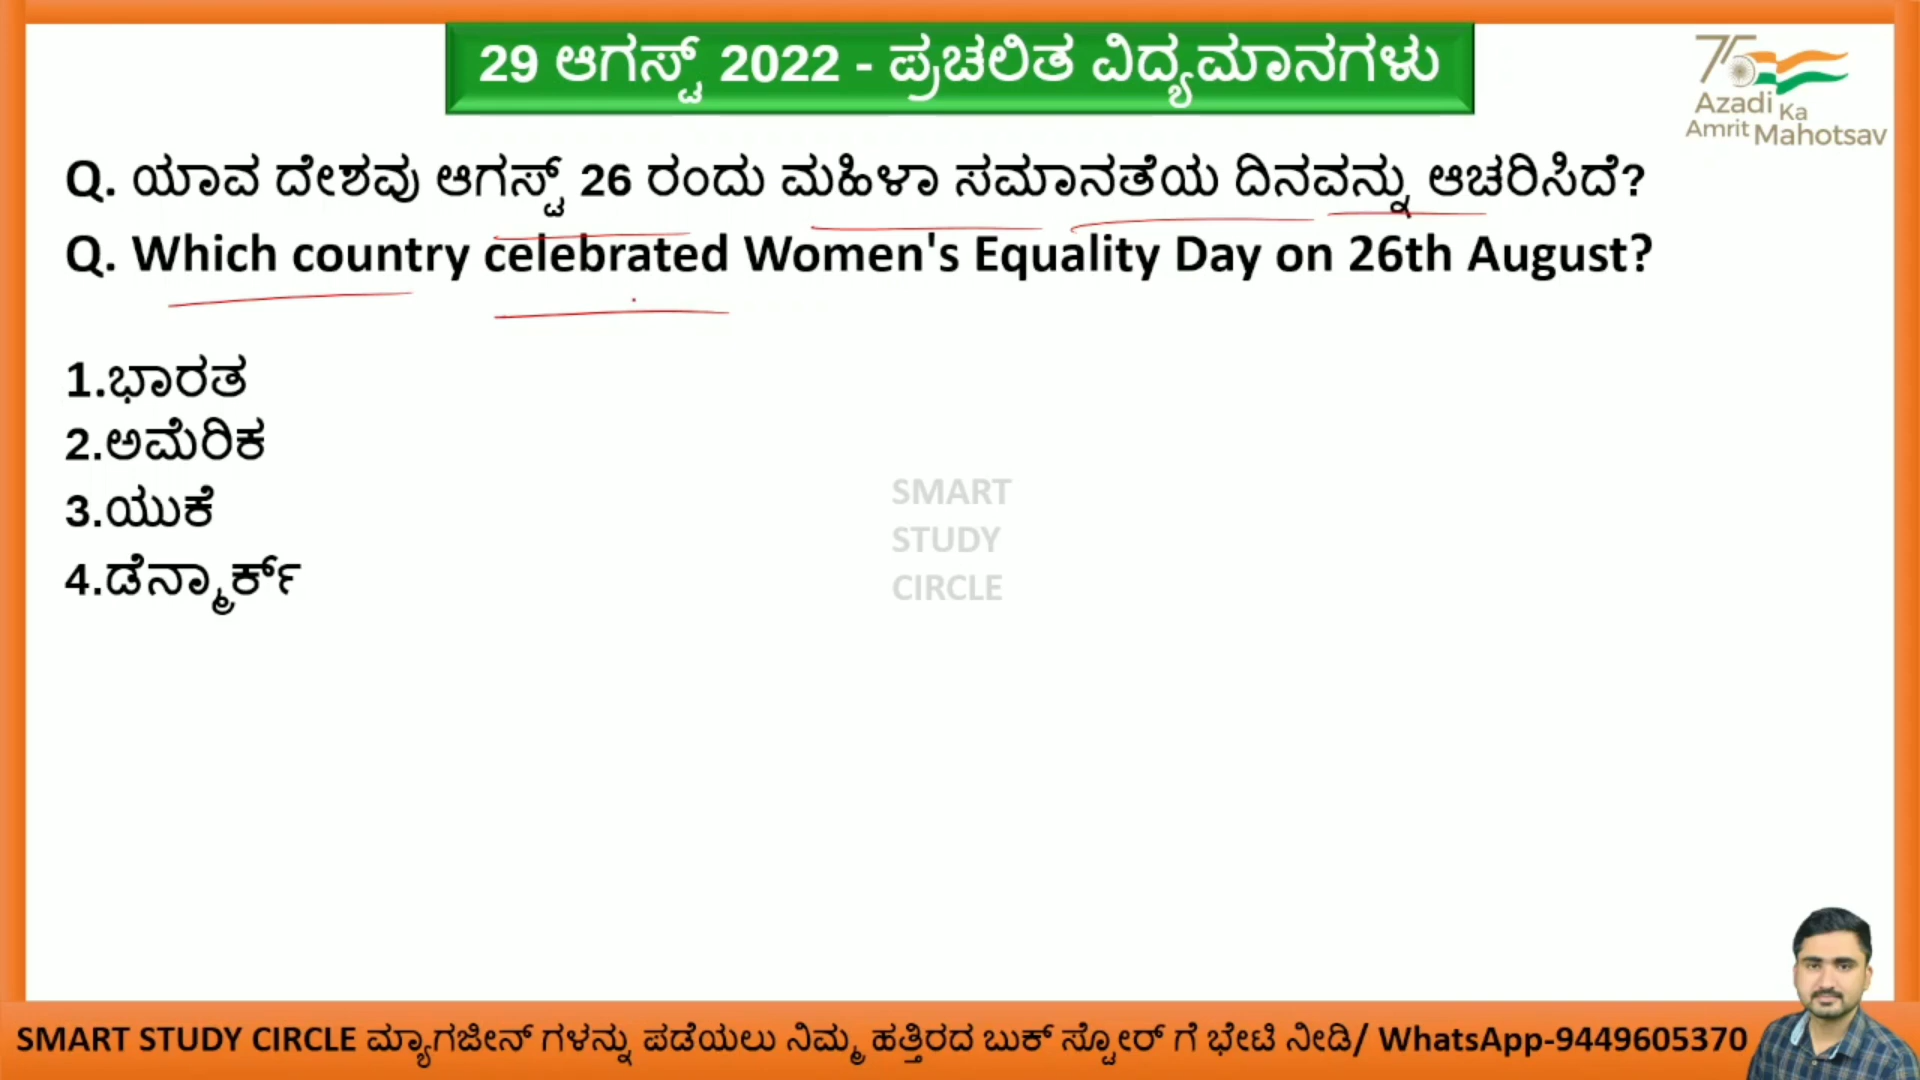 29 ಆಗಸ್ಟ್ 2022 - ಪ್ರಚಲಿತ ವಿದ್ಯಮಾನಗಳು
75
Azadi Ka
Amrit Mahotsav
Q. ಯಾವ ದೇಶವು ಆಗಸ್ಟ್ 26 ರಂದು ಮಹಿಳಾ ಸಮಾನತೆಯ ದಿನವನ್ನು ಆಚರಿಸಿದೆ?
Q. Which country celebrated Women's Equality Day on 26th August?
1.ಭಾರತ
2.ಅಮೆರಿಕ
3.ಯುಕೆ
4.ಡೆನ್ಮಾರ್ಕ್
SMART
STUDY
CIRCLE
SMART STUDY CIRCLE ಮ್ಯಾಗಜೀನ್ ಗಳನ್ನು ಪಡೆಯಲು ನಿಮ್ಮ ಹತ್ತಿರದ ಬುಕ್ ಸ್ಟೋರ್ ಗೆ ಭೇಟಿ ನೀಡಿ/ WhatsApp-9449605370